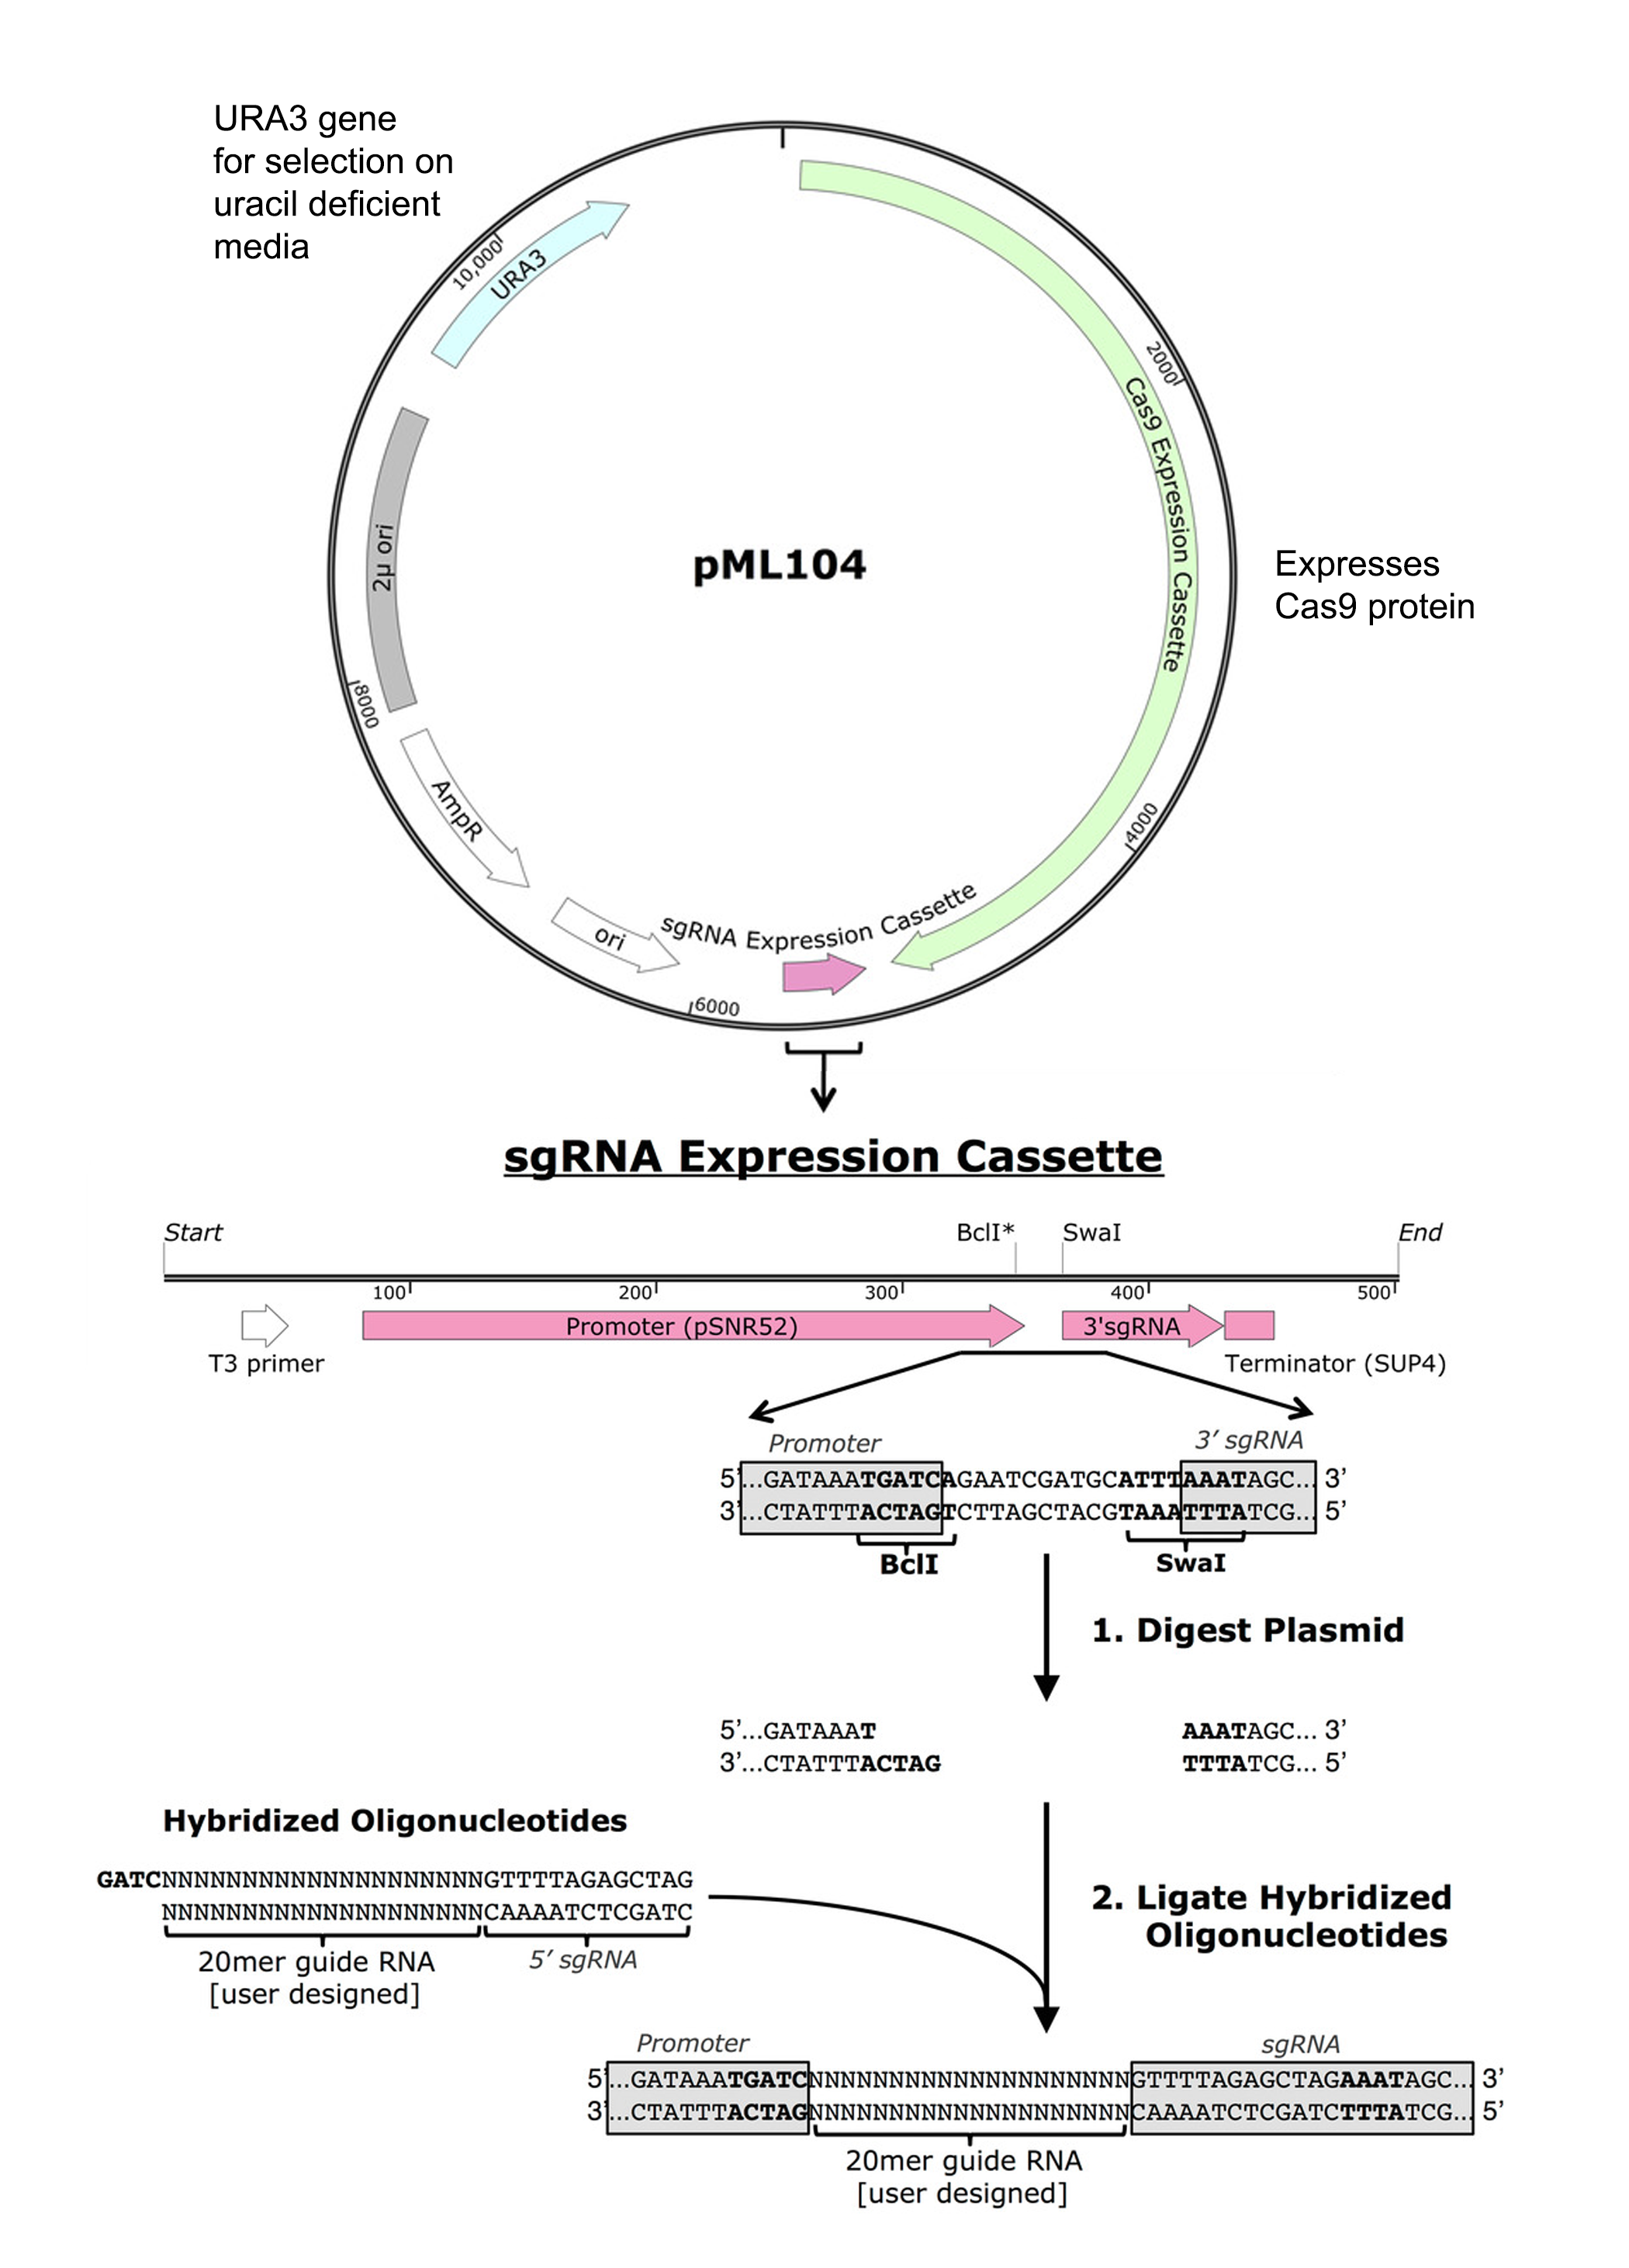 URA3 gene
for selection on
uracil deficient
media
10,000
URA3
2000
Cas9 Expression Cassette
2µ ori
pML104
Expresses
Cas9 protein
8000
AmpR
4000
ori
sgRNA Expression Cassette
6000
sgRNA Expression Cassette
Start
BclI*
SwaI
End
100
200
300
400
500
Promoter (pSNR52)
3'sgRNA
T3 primer
Terminator (SUP4)
Promoter
3’ sgRNA
5’...GATAAATGATCAGAATCGATGCATTTAAATAGC... 3’
3’...CTATTTACTAGTCTTAGCTACGTAAATTTATCG... 5’
BclI
SwaI
1. Digest Plasmid
5’...GATAAAT
AAATAGC... 3’
3’...CTATTTACTAG
TTTATCG... 5’
Hybridized Oligonucleotides
GATCNNNNNNNNNNNNNNNNNNNNGTTTTAGAGCTAG
NNNNNNNNNNNNNNNNNNNNCAAAATCTCGATC
20mer guide RNA
[user designed]
5’ sgRNA
2. Ligate Hybridized
Oligonucleotides
Promoter
sgRNA
5’...GATAAATGATCNNNNNNNNNNNNNNNNNNNNGTTTTAGAGCTAGAAATAGC... 3’
3’...CTATTTACTAGNNNNNNNNNNNNNNNNNNNNCAAAATCTCGATCTTTATCG... 5’
20mer guide RNA
[user designed]